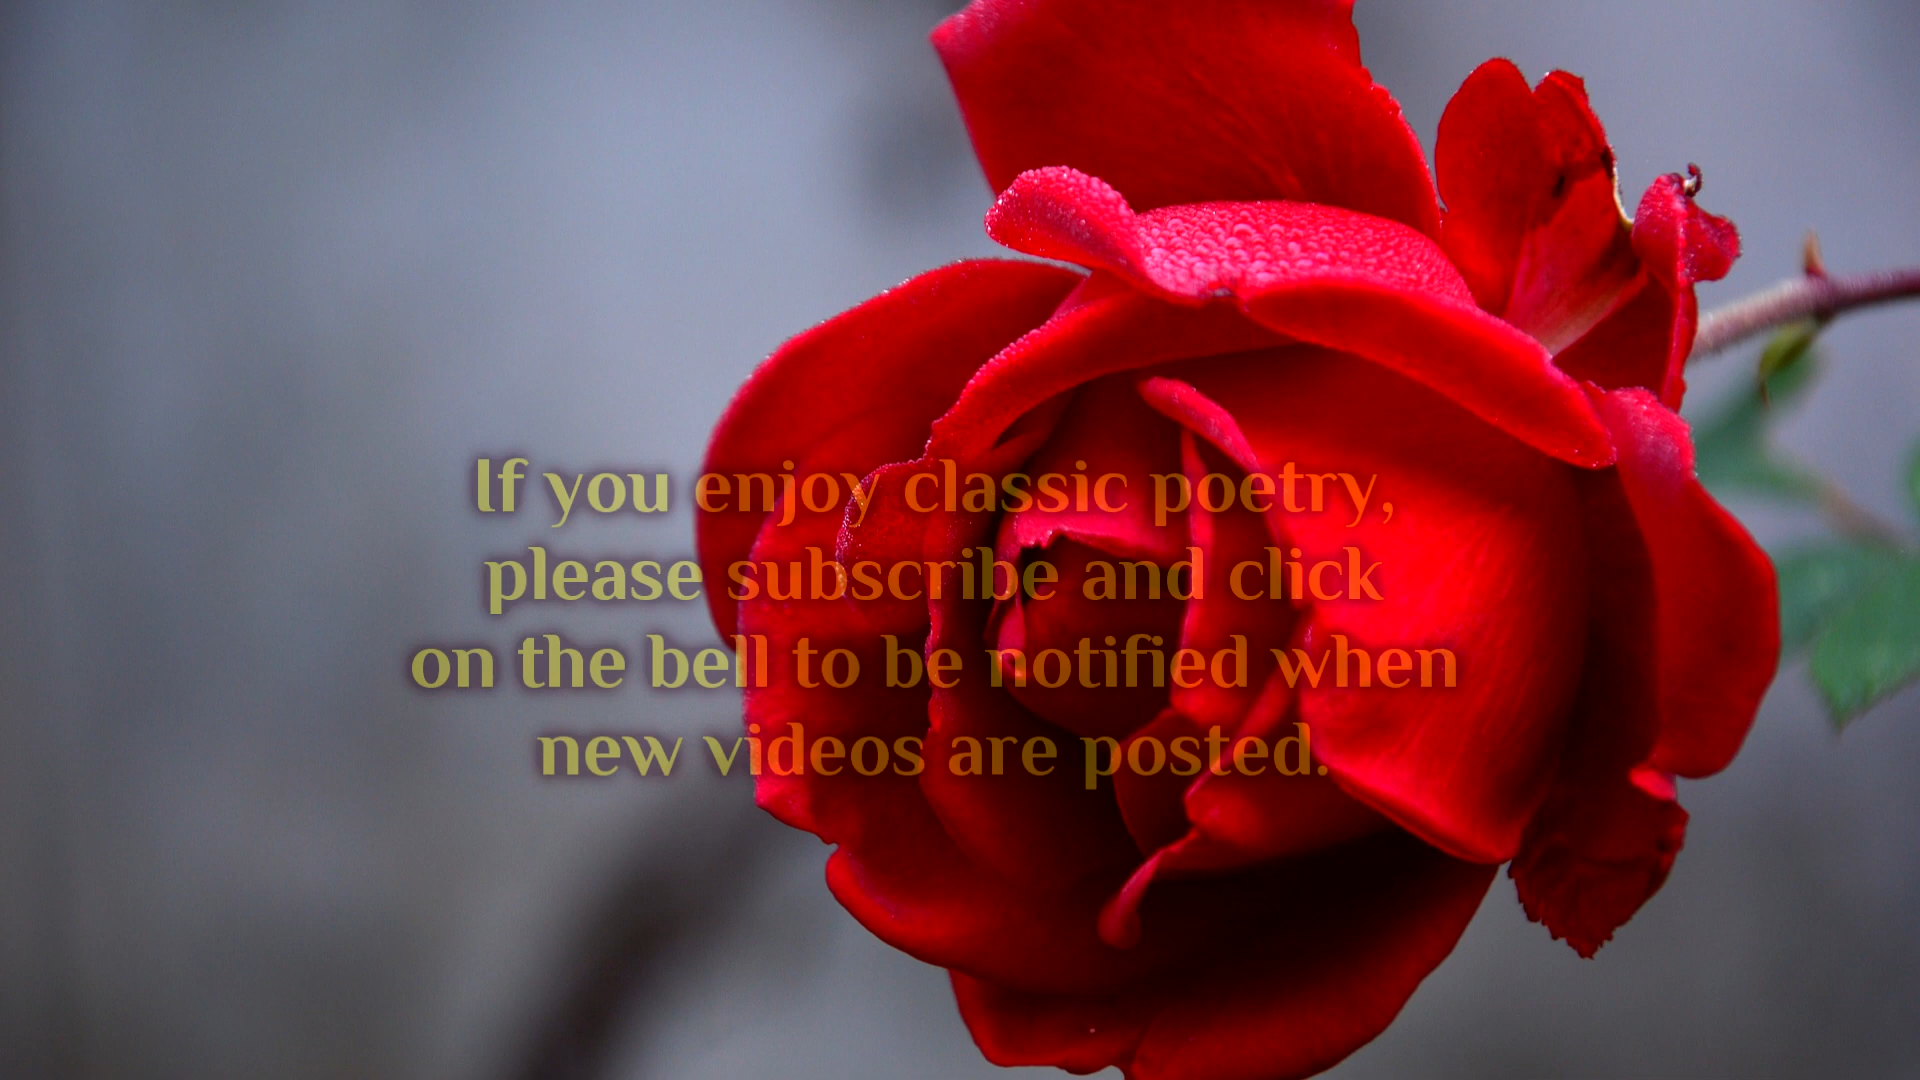 If you enjoy classic poetry,
please subscribe and click
on the bell to be notified when
new videos are posted.